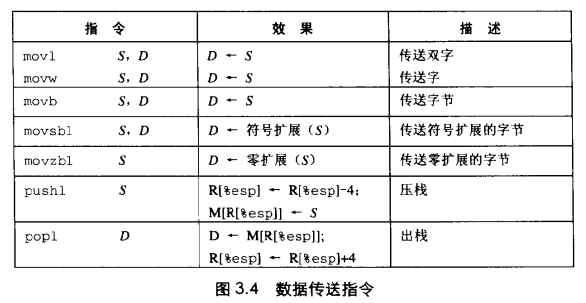 指 令 效 果 描 述
movl S, D D ← S 传送双字
movw S, D D ← S 传送字
movb S, D D ← S 传送字节
movsbl S, D D ← 符号扩展（S） 传送符号扩展的字节
movzbl S D ← 零扩展（S） 传送零扩展的字节
pushl S R[%esp] ← R[%esp]-4; 压栈
M[R[%esp]] ← S
popl D D ← M[R[%esp]]; 出栈
R[%esp] ← R[%esp]+4
图 3.4 数据传送指令